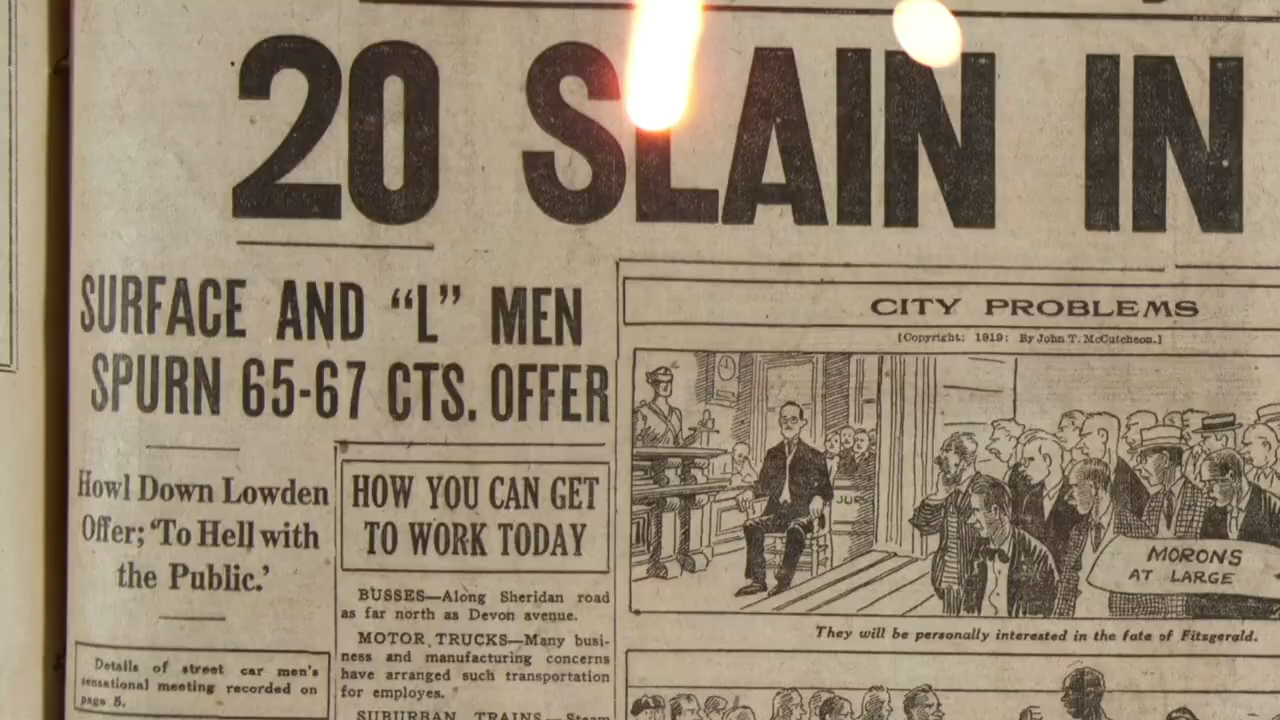 20 SLAIN IN
SURFACE AND “L” MEN
SPURN 65-67 CTS. OFFER
Howl Down Lowden
Offer; ‘To Hell with
the Public.’
Details of street car men's
sensational meeting recorded on
page 5.
HOW YOU CAN GET
TO WORK TODAY
BUSSES—Along Sheridan road
as far north as Devon avenue.
MOTOR TRUCKS—Many busi-
ness and manufacturing concerns
have arranged such transportation
for employes.
SUBURBAN TRAINS—Steam
CITY PROBLEMS
[Copyright: 1919: By John T. McCutcheon.]
JURY
MORONS
AT LARGE
They will be personally interested in the fate of Fitzgerald.